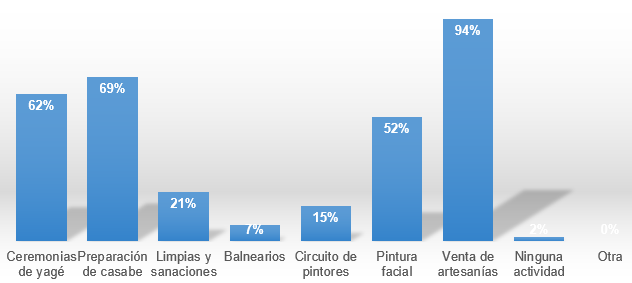 94%
69%
62%
52%
21%
15%
7%
2%
0%
Ceremonias de yagé
Preparación de casabe
Limpias y sanaciones
Balnearios
Circuito de pintores
Pintura facial
Venta de artesanías
Ninguna actividad
Otra